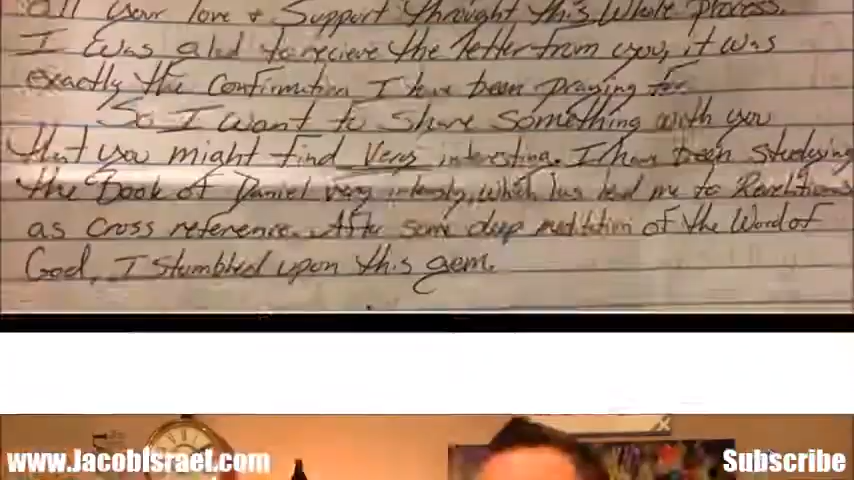 all your love + Support throught this whole process.
I was glad to recieve the letter from you, it was
exactly the confirmation I have been praying for.
So I want to share something with you
that you might find Very interesting. I have been studying
the Book of Daniel very intensly, which has lead me to Revelations
as cross reference. After some deep meditation of the Word of
God, I stumbled upon this gem.
www.JacobIsrael.com
Subscribe